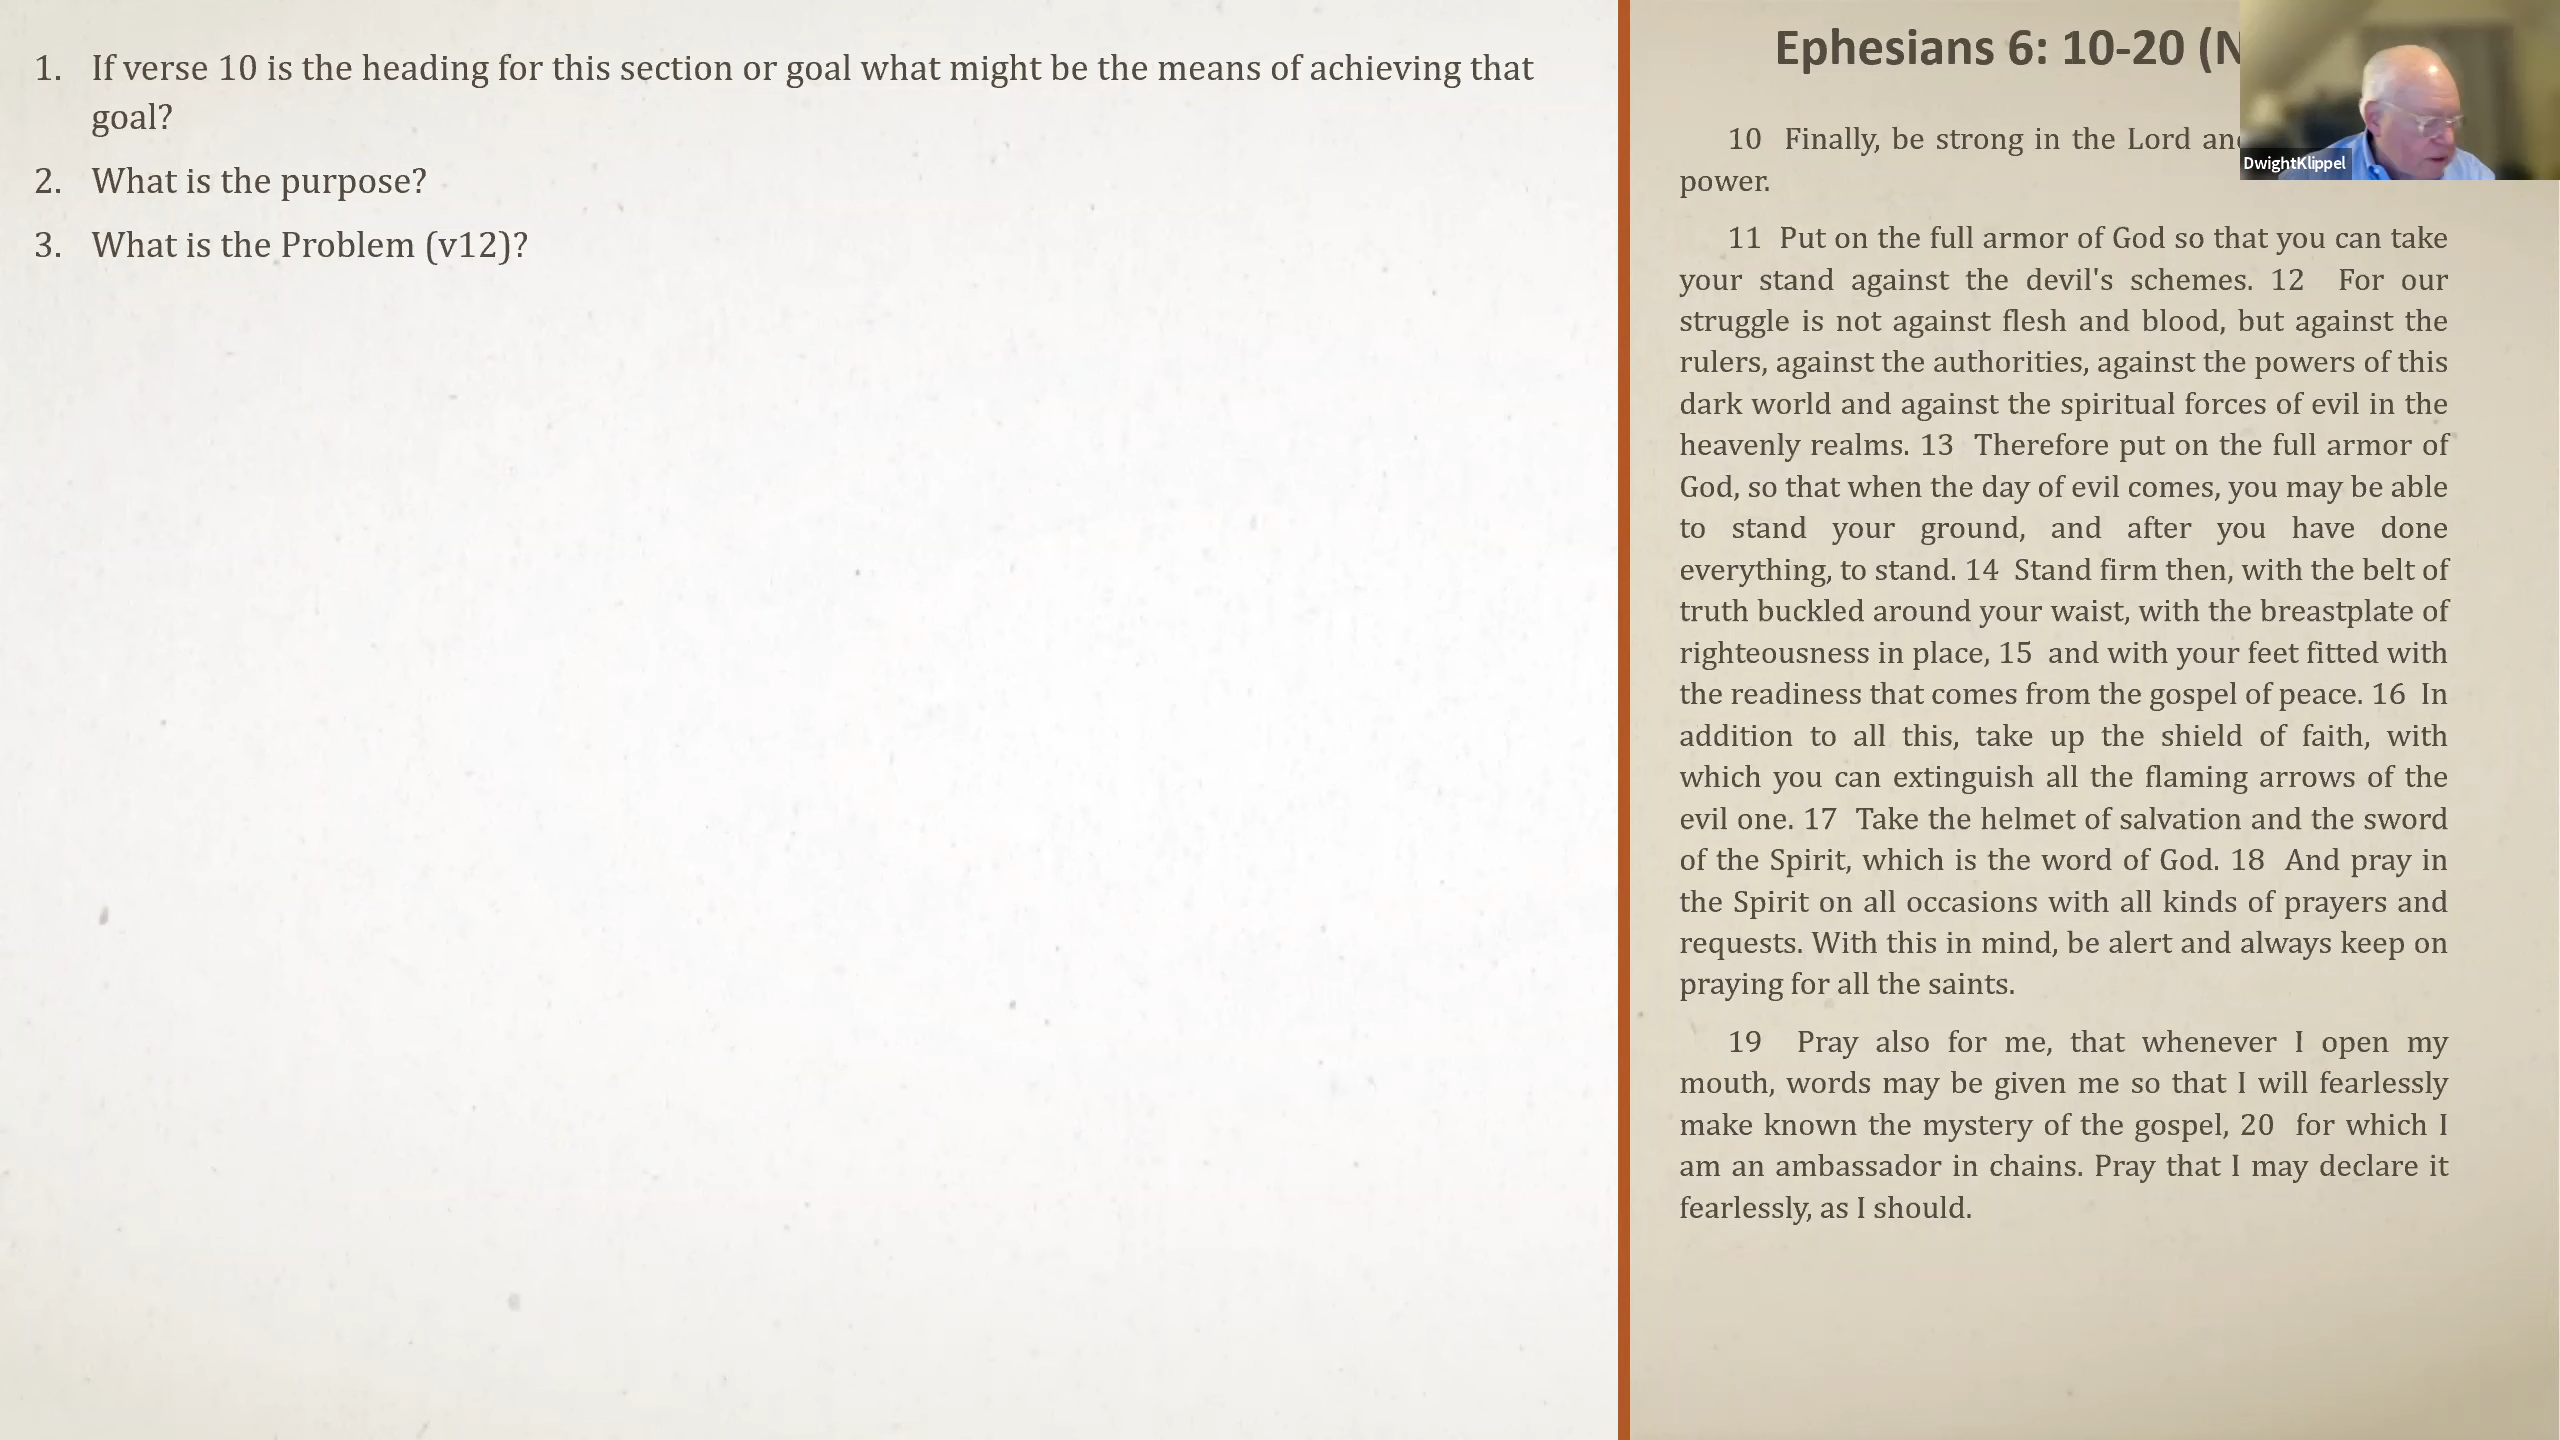 1. If verse 10 is the heading for this section or goal what might be the means of achieving that
goal?
2. What is the purpose?
3. What is the Problem (v12)?
Ephesians 6: 10-20 (N
10 Finally, be strong in the Lord and
power.
11 Put on the full armor of God so that you can take
your stand against the devil's schemes. 12 For our
struggle is not against flesh and blood, but against the
rulers, against the authorities, against the powers of this
dark world and against the spiritual forces of evil in the
heavenly realms. 13 Therefore put on the full armor of
God, so that when the day of evil comes, you may be able
to stand your ground, and after you have done
everything, to stand. 14 Stand firm then, with the belt of
truth buckled around your waist, with the breastplate of
righteousness in place, 15 and with your feet fitted with
the readiness that comes from the gospel of peace. 16 In
addition to all this, take up the shield of faith, with
which you can extinguish all the flaming arrows of the
evil one. 17 Take the helmet of salvation and the sword
of the Spirit, which is the word of God. 18 And pray in
the Spirit on all occasions with all kinds of prayers and
requests. With this in mind, be alert and always keep on
praying for all the saints.
19 Pray also for me, that whenever I open my
mouth, words may be given me so that I will fearlessly
make known the mystery of the gospel, 20 for which I
am an ambassador in chains. Pray that I may declare it
fearlessly, as I should.
DwightKlippel